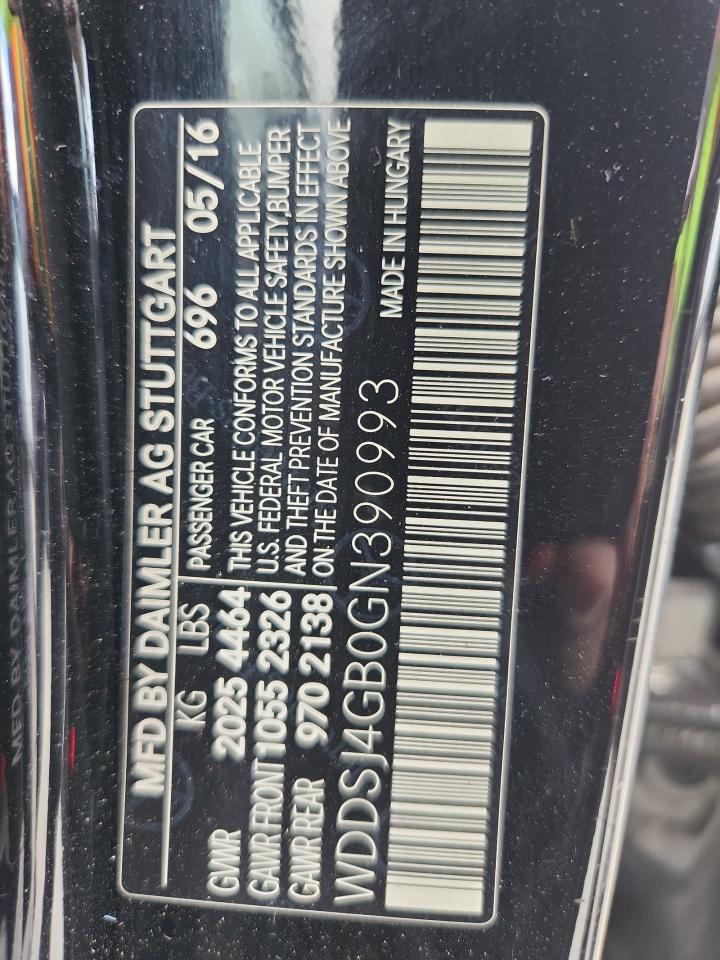 MFD BY DAIMLER AG STUTTGART
KG LBS PASSENGER CAR 696 05/16
GWR 2025 4464 THIS VEHICLE CONFORMS TO ALL APPLICABLE
GAWR FRONT 1055 2326 U.S. FEDERAL MOTOR VEHICLE SAFETY,BUMPER
GAWR REAR 970 2138 AND THEFT PREVENTION STANDARDS IN EFFECT
ON THE DATE OF MANUFACTURE SHOWN ABOVE
WDDSJ4GB0GN390993 MADE IN HUNGARY